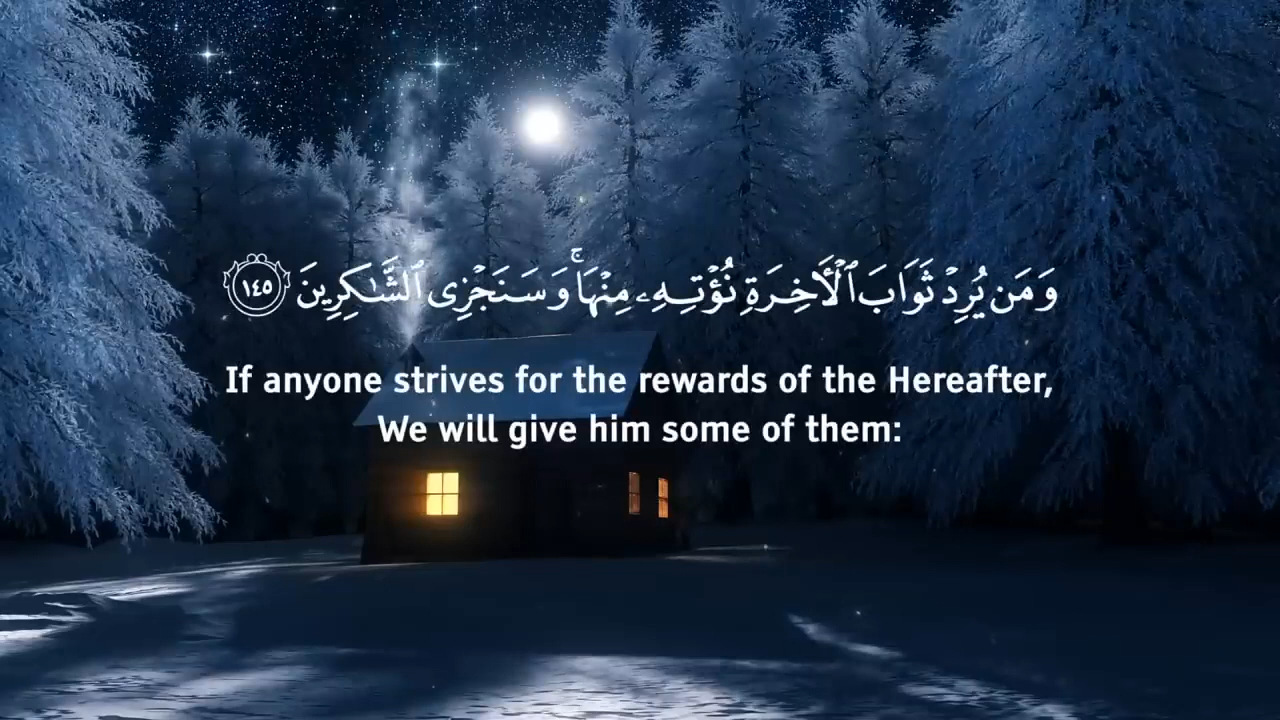 وَمَن يُرِدْ ثَوَابَ ٱلْأَخِرَةِ نُؤْتِهِۦ مِنْهَا ۚ وَسَنَجْزِى ٱلشَّـٰكِرِينَ ١٤٥
If anyone strives for the rewards of the Hereafter,
We will give him some of them: